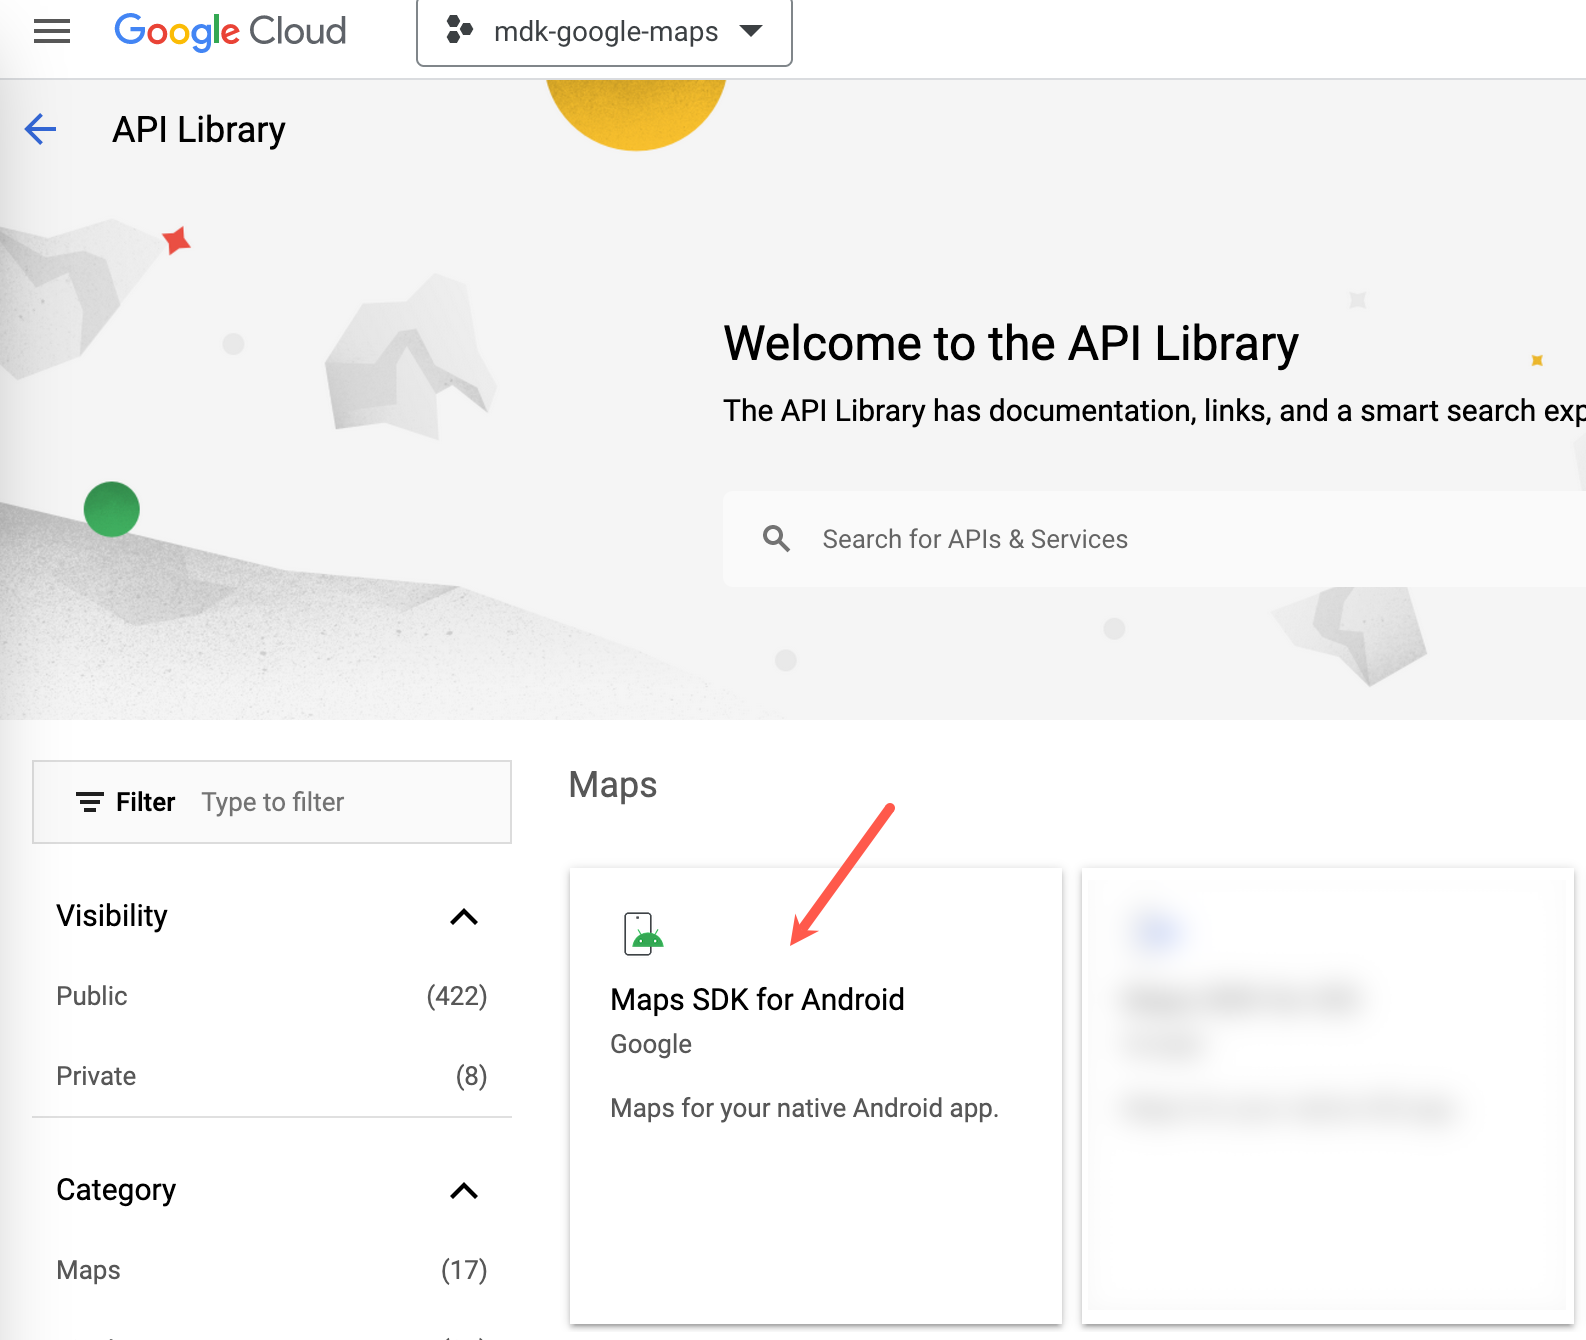 Google Cloud
mdk-google-maps
API Library
Welcome to the API Library
The API Library has documentation, links, and a smart search exp
Search for APIs & Services
Filter Type to filter
Visibility
Public (422)
Private (8)
Category
Maps (17)
Maps
Maps SDK for Android
Google
Maps for your native Android app.